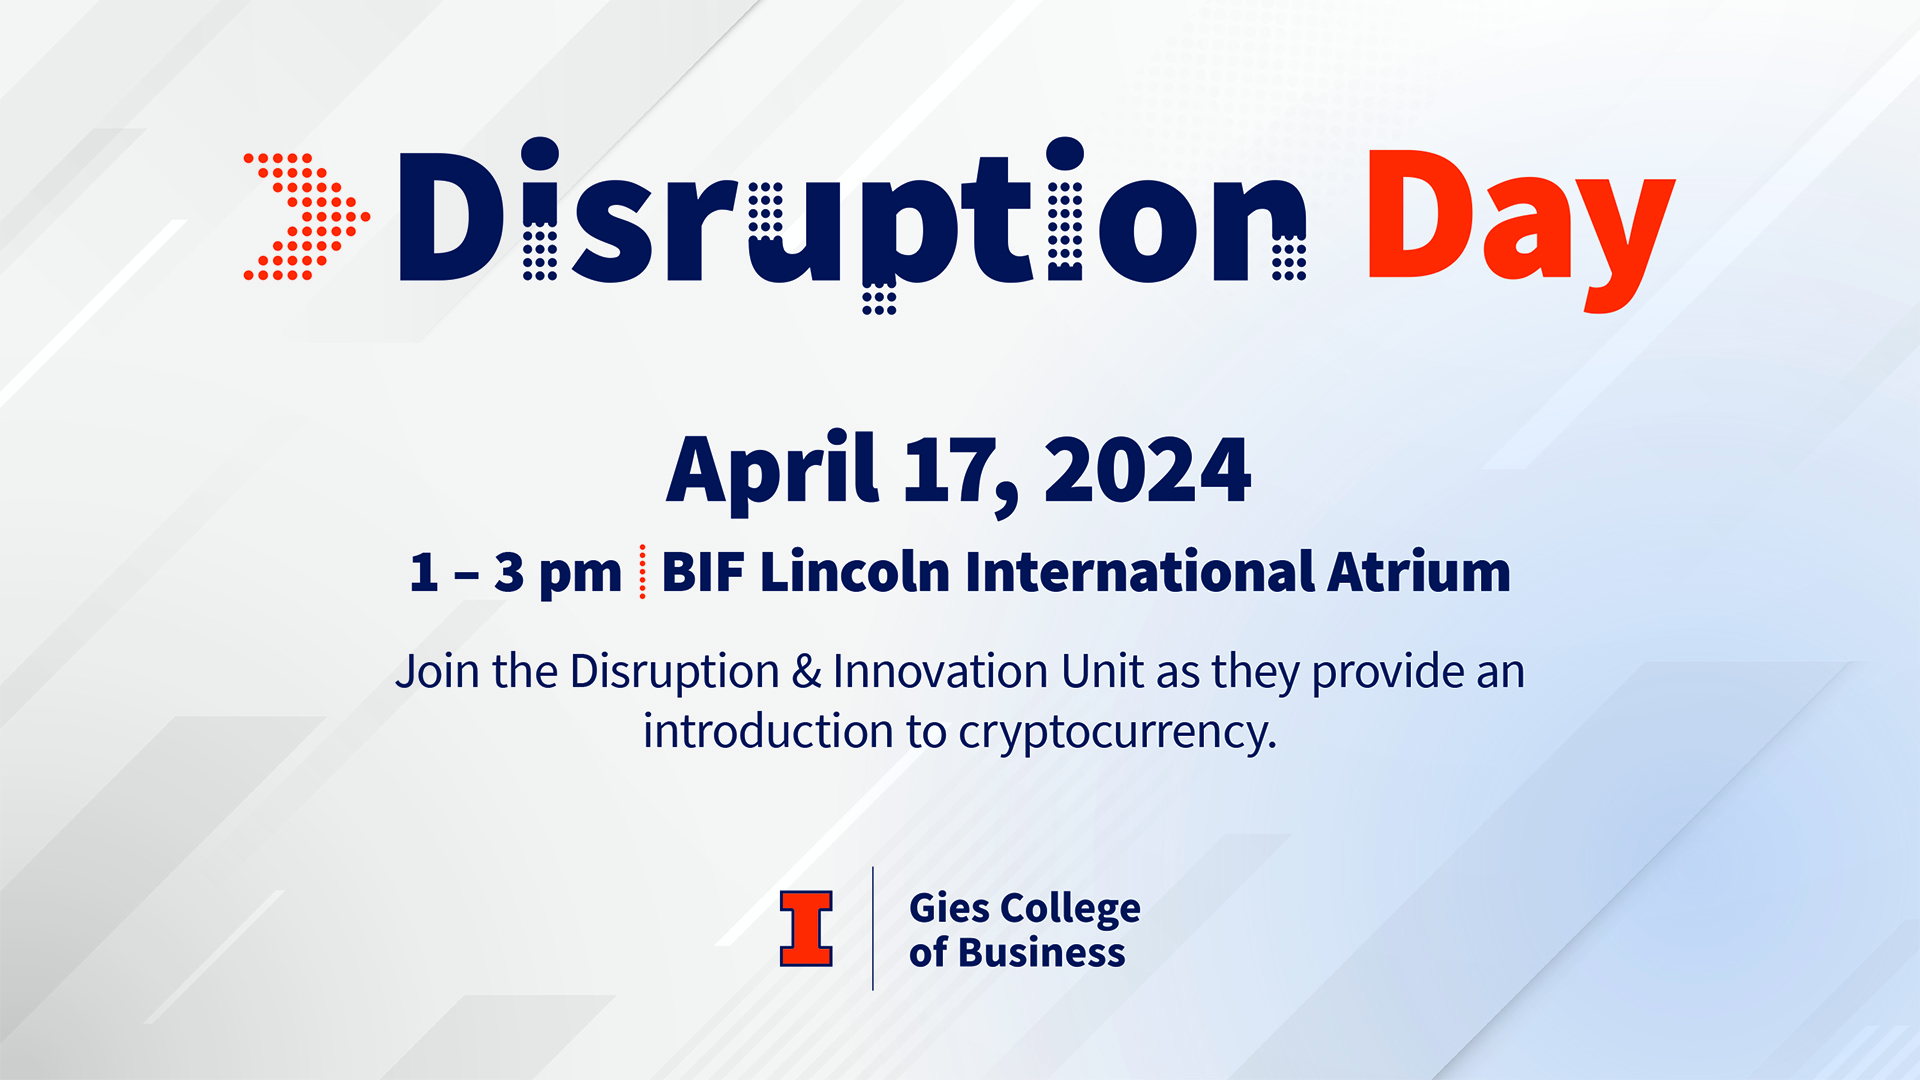 Disruption Day
April 17, 2024
1 – 3 pm BIF Lincoln International Atrium
Join the Disruption & Innovation Unit as they provide an
introduction to cryptocurrency.
I
Gies College
of Business